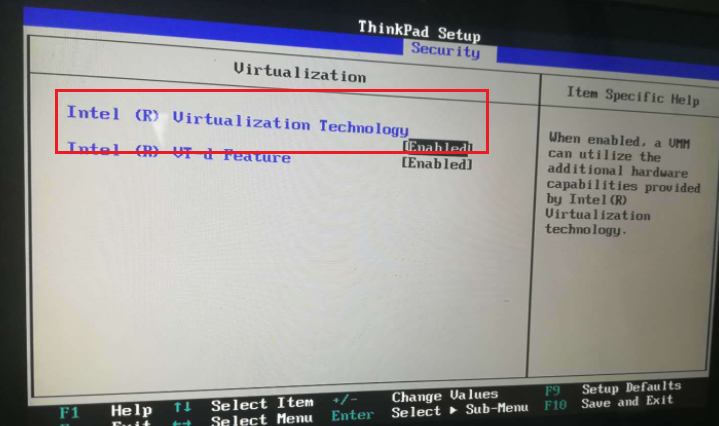 ThinkPad Setup
Security
Virtualization
Item Specific Help
Intel (R) Virtualization Technology
[Enabled]
Intel (R) VT-d Feature
[Enabled]
When enabled, a VMM
can utilize the
additional hardware
capabilities provided
by Intel(R)
Virtualization
technology.
F1 Help ↑↓ Select Item +/- Change Values F9 Setup Defaults
Exit ←→ Select Menu Enter Select ▶ Sub-Menu F10 Save and Exit